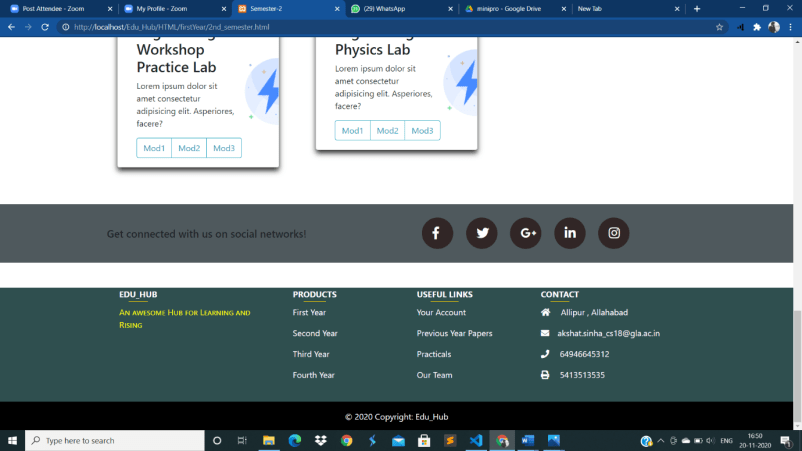 Post Attendee - Zoom
My Profile - Zoom
Semester-2
(29) WhatsApp
minipro - Google Drive
New Tab
http://localhost/Edu_Hub/HTML/firstYear/2nd_semester.html
Workshop
Practice Lab
Lorem ipsum dolor sit
amet consectetur
adipisicing elit. Asperiores,
facere?
Mod1 Mod2 Mod3
Physics Lab
Lorem ipsum dolor sit
amet consectetur
adipisicing elit. Asperiores,
facere?
Mod1 Mod2 Mod3
Get connected with us on social networks!
EDU_HUB
An awesome Hub for Learning and
Rising
PRODUCTS
First Year
Second Year
Third Year
Fourth Year
USEFUL LINKS
Your Account
Previous Year Papers
Practicals
Our Team
CONTACT
Allipur , Allahabad
akshat.sinha_cs18@gla.ac.in
64946645312
5413513535
© 2020 Copyright: Edu_Hub
Type here to search
ENG
16:50
20-11-2020